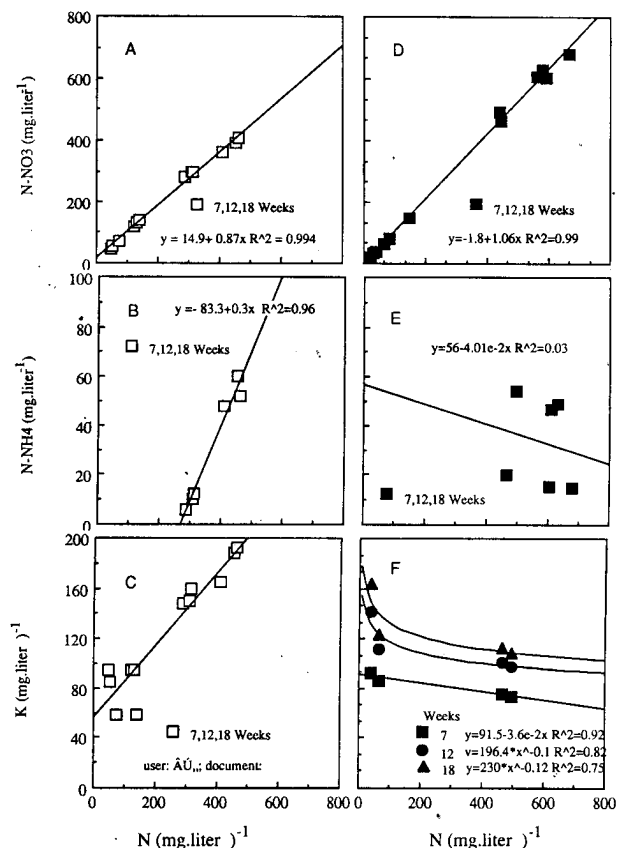 800
600
400
200
0
N-NO3 (mg.liter¹)
A
7,12,18 Weeks
y = 14.9+ 0.87x R^2 = 0.994
D
7,12,18 Weeks
y=-1.8+1.06x R^2=0.99
100
80
60
40
20
0
N-NH4 (mg.liter)⁻¹
B
y =- 83.3+0.3x R^2=0.96
7,12,18 Weeks
E
y=56-4.01e-2x R^2=0.03
7,12,18 Weeks
200
160
100
80
40
0
K (mg.liter )⁻¹
C
7,12,18 Weeks
user: ÂÚ,,; document:
0 200 400 600 800
N (mg.liter )⁻¹
F
Weeks
7 y=91.5-3.6e-2x R^2=0.92
12 v=196.4*x^-0.1 R^2=0.82
18 y=230*x^-0.12 R^2=0.75
0 200 400 600 800
N (mg.liter )⁻¹